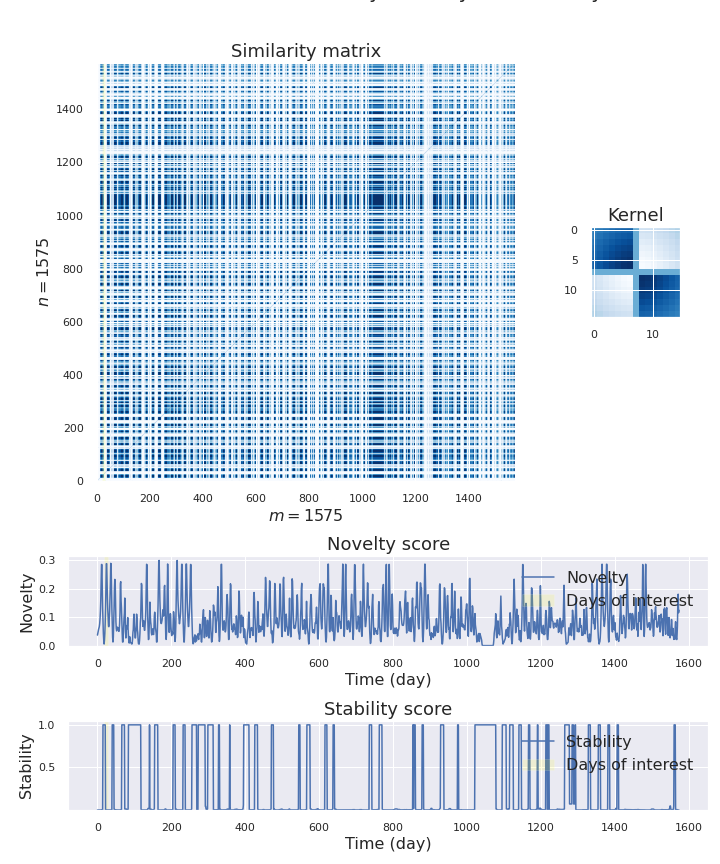 Similarity matrix
1400
1200
1000
800
600
400
200
0
n = 1575
0 200 400 600 800 1000 1200 1400
m = 1575
Kernel
0
5
10
0 10
Novelty score
0.3
0.2
0.1
0.0
Novelty
Novelty
Days of interest
0 200 400 600 800 1000 1200 1400 1600
Time (day)
Stability score
1.0
0.5
Stability
Stability
Days of interest
0 200 400 600 800 1000 1200 1400 1600
Time (day)